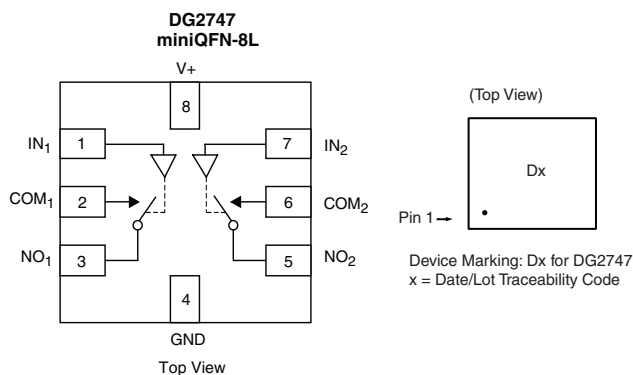 DG2747
miniQFN-8L
V+
8
IN1 1 7 IN2
COM1 2 6 COM2
NO1 3 5 NO2
4
GND
Top View
(Top View)
Dx
Pin 1
Device Marking: Dx for DG2747
x = Date/Lot Traceability Code